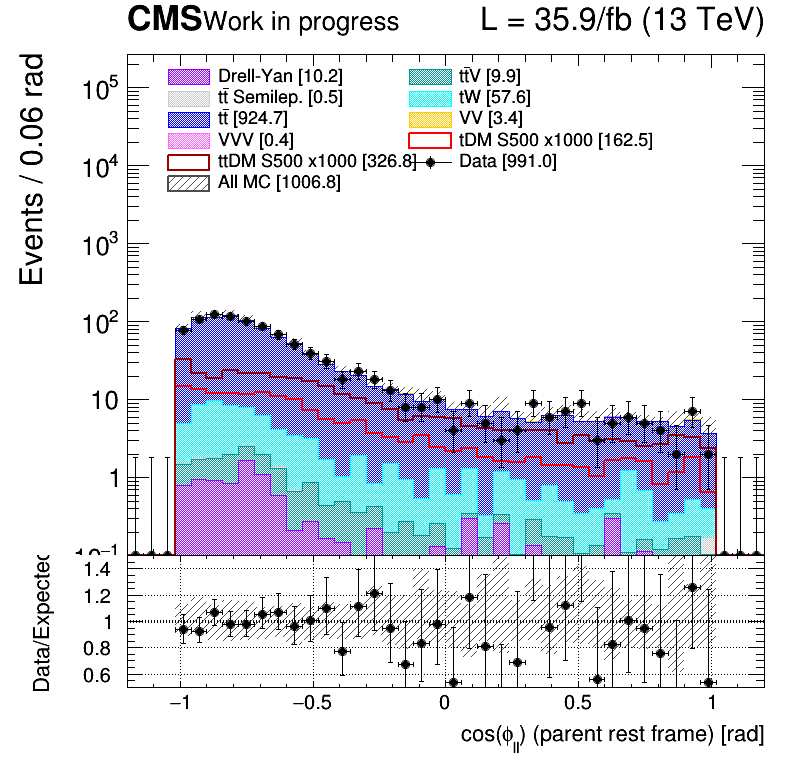 CMS Work in progress L = 35.9/fb (13 TeV)
Events / 0.06 rad
Drell-Yan [10.2] tt̄V [9.9]
tt̄ Semilep. [0.5] tW [57.6]
tt̄ [924.7] VV [3.4]
VVV [0.4] tDM S500 x1000 [162.5]
ttDM S500 x1000 [326.8] Data [991.0]
All MC [1006.8]
10⁵
10⁴
10³
10²
10
1
10⁻¹
Data/Expected
1.4
1.2
1
0.8
0.6
−1 −0.5 0 0.5 1
cos(ϕ_ll) (parent rest frame) [rad]